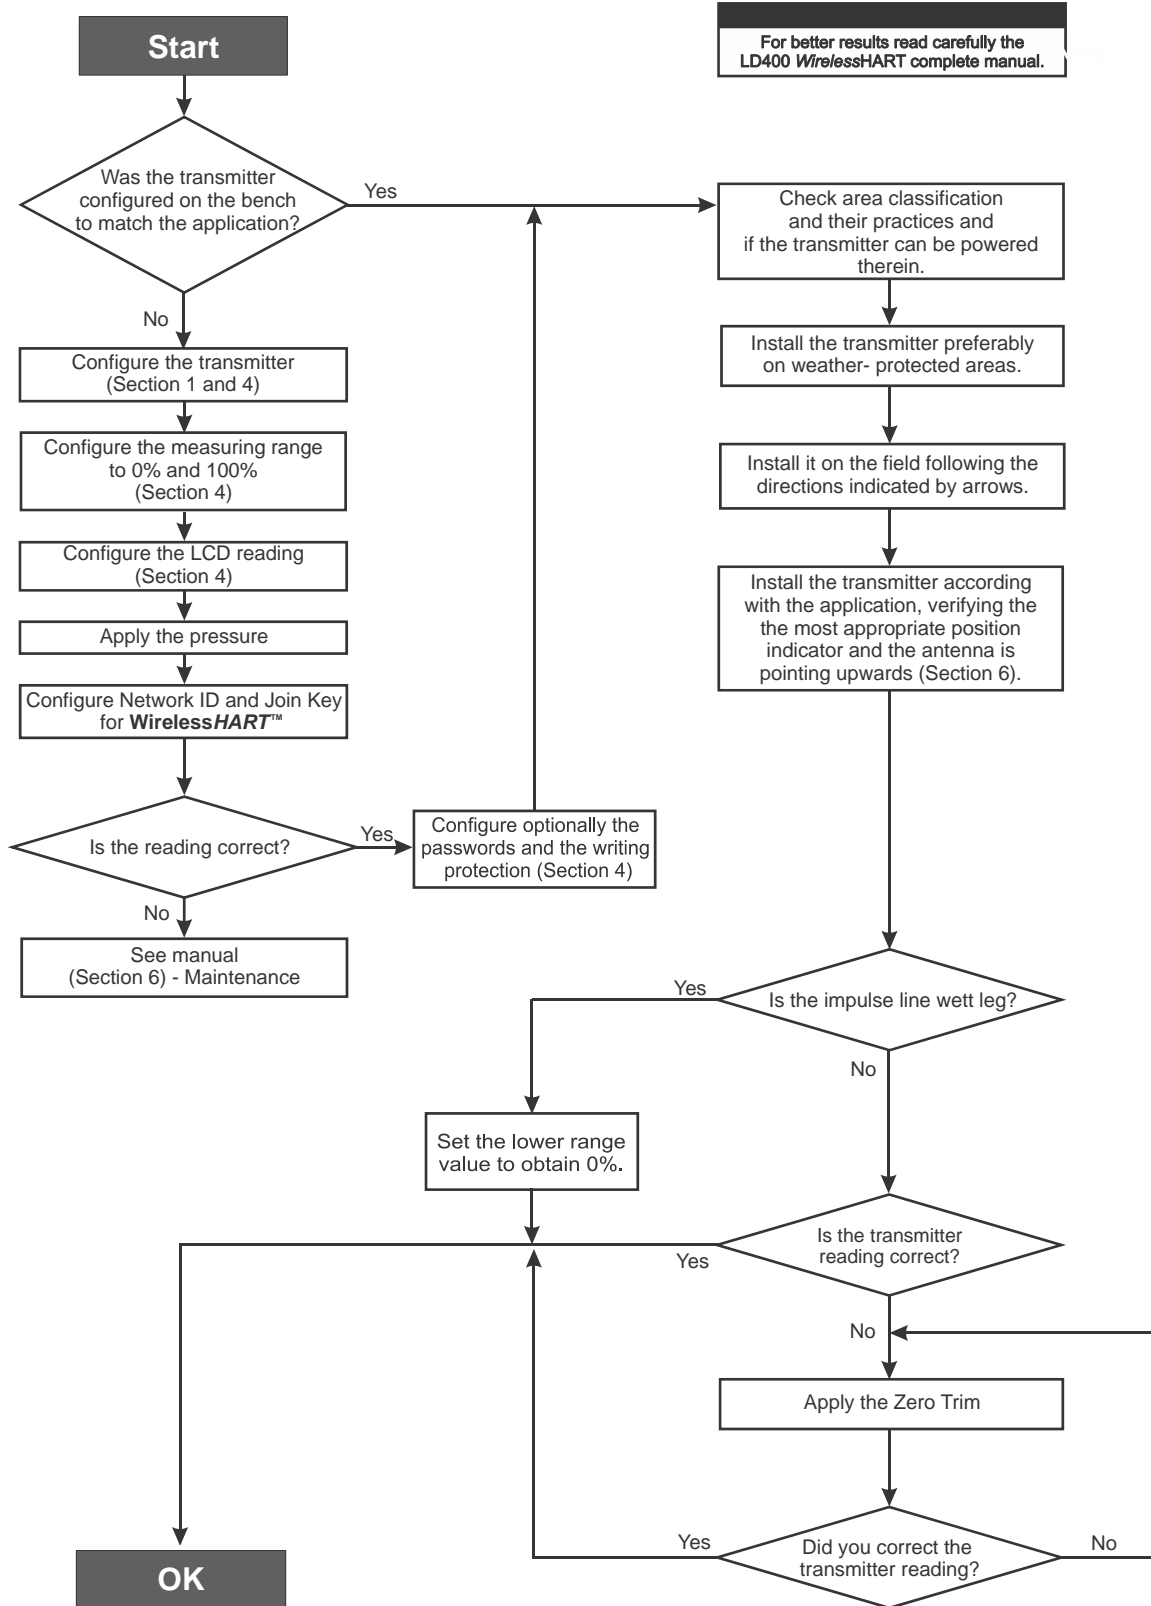 Start
For better results read carefully the
LD400 WirelessHART complete manual.
Was the transmitter
configured on the bench
to match the application?
Yes
No
Configure the transmitter
(Section 1 and 4)
Configure the measuring range
to 0% and 100%
(Section 4)
Configure the LCD reading
(Section 4)
Apply the pressure
Configure Network ID and Join Key
for WirelessHART™
Is the reading correct?
Yes
Configure optionally the
passwords and the writing
protection (Section 4)
No
See manual
(Section 6) - Maintenance
Check area classification
and their practices and
if the transmitter can be powered
therein.
Install the transmitter preferably
on weather- protected areas.
Install it on the field following the
directions indicated by arrows.
Install the transmitter according
with the application, verifying the
the most appropriate position
indicator and the antenna is
pointing upwards (Section 6).
Is the impulse line wett leg?
Yes
No
Set the lower range
value to obtain 0%.
Is the transmitter
reading correct?
Yes
No
Apply the Zero Trim
Did you correct the
transmitter reading?
Yes
No
OK